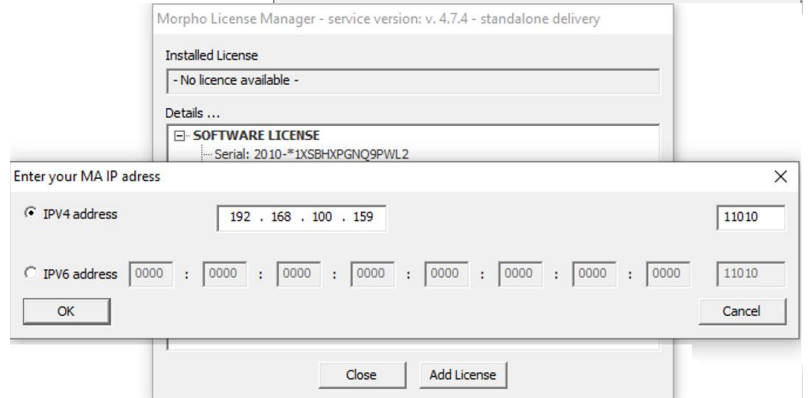 Morpho License Manager - service version: v. 4.7.4 - standalone delivery
Installed License
- No licence available -
Details ...
SOFTWARE LICENSE
Serial: 2010-*1XSBHXPGNQ9PWL2
Enter your MA IP adress
IPV4 address 192 . 168 . 100 . 159 11010
IPV6 address 0000 : 0000 : 0000 : 0000 : 0000 : 0000 : 0000 : 0000 11010
OK Cancel
Close Add License